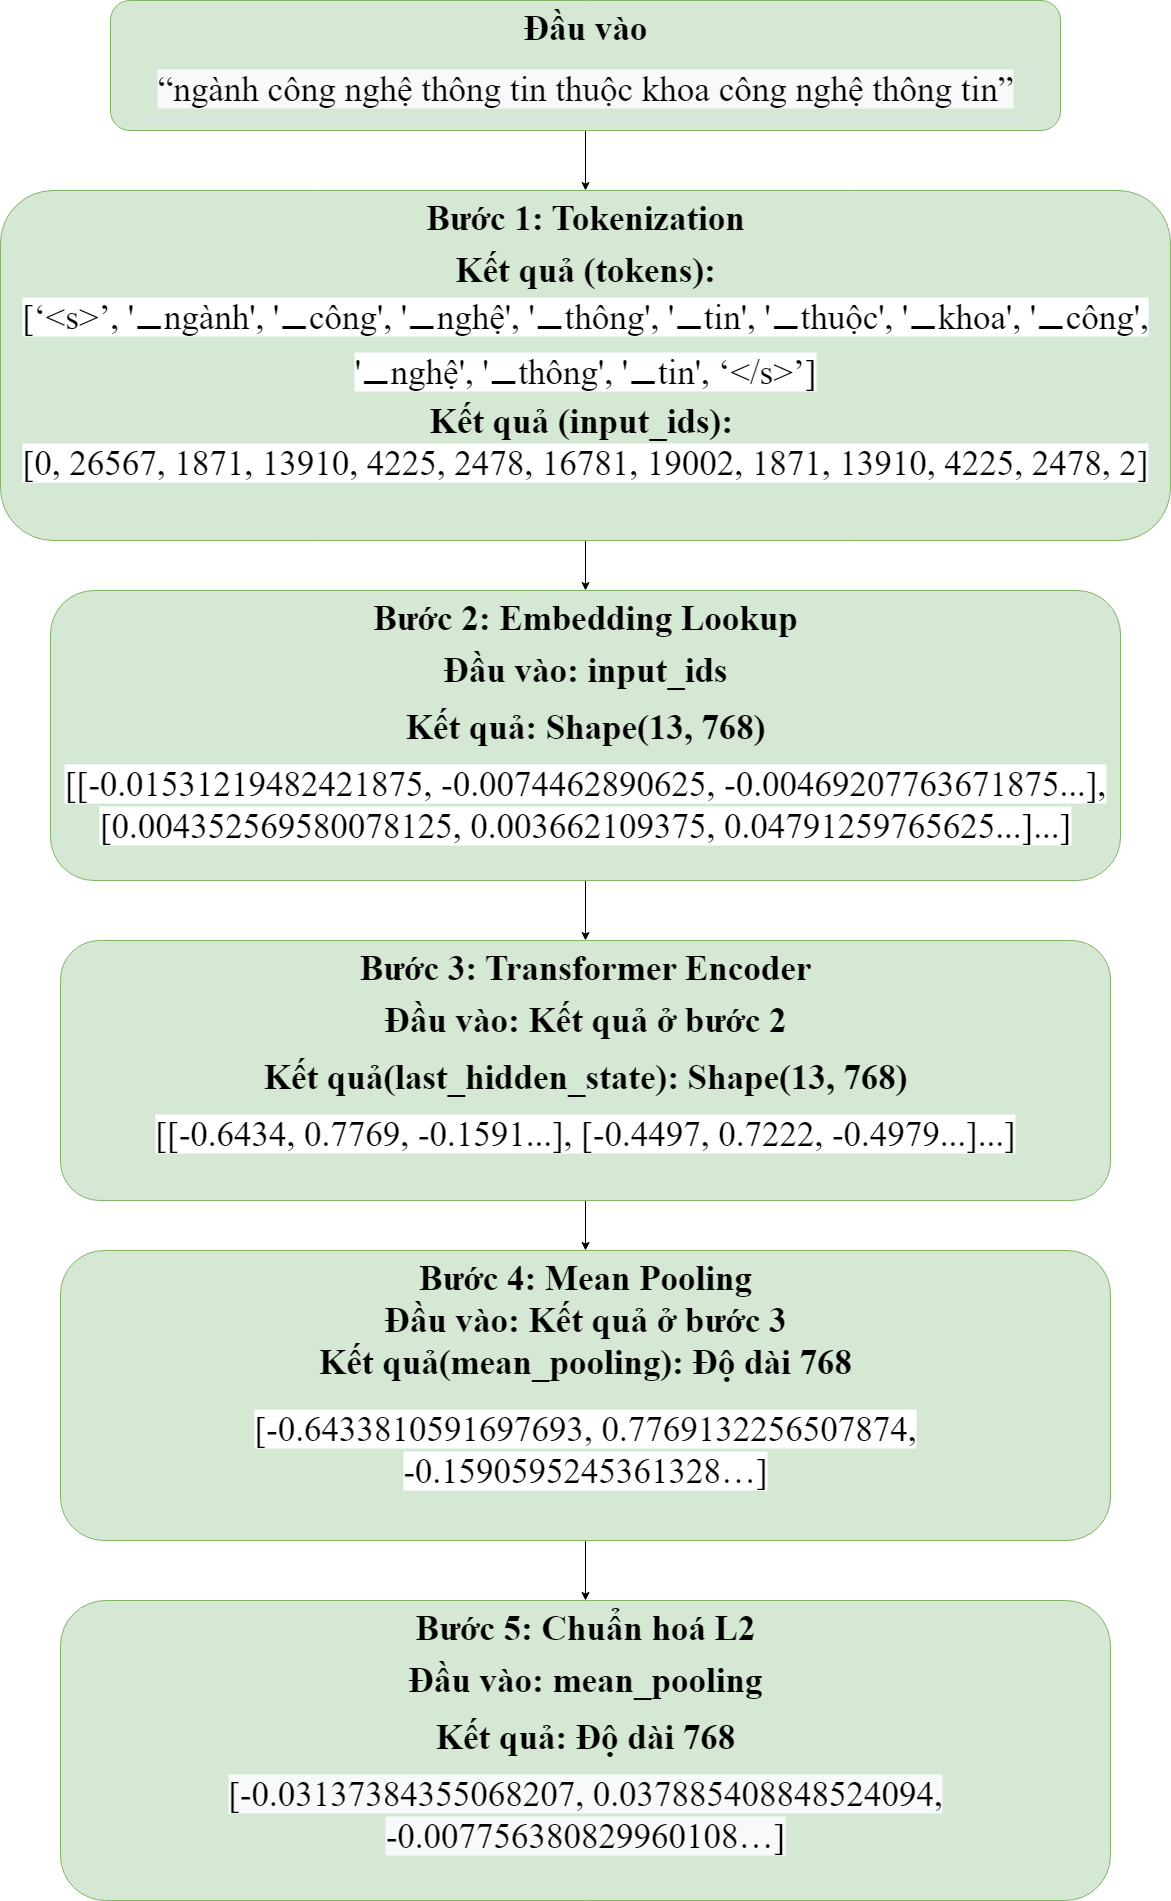 Đầu vào
“ngành công nghệ thông tin thuộc khoa công nghệ thông tin”
Bước 1: Tokenization
Kết quả (tokens):
[‘<s>’, '▁ngành', '▁công', '▁nghệ', '▁thông', '▁tin', '▁thuộc', '▁khoa', '▁công',
'▁nghệ', '▁thông', '▁tin', ‘</s>’]
Kết quả (input_ids):
[0, 26567, 1871, 13910, 4225, 2478, 16781, 19002, 1871, 13910, 4225, 2478, 2]
Bước 2: Embedding Lookup
Đầu vào: input_ids
Kết quả: Shape(13, 768)
[[-0.01531219482421875, -0.0074462890625, -0.00469207763671875...],
[0.004352569580078125, 0.003662109375, 0.04791259765625...]...]
Bước 3: Transformer Encoder
Đầu vào: Kết quả ở bước 2
Kết quả(last_hidden_state): Shape(13, 768)
[[-0.6434, 0.7769, -0.1591...], [-0.4497, 0.7222, -0.4979...]...]
Bước 4: Mean Pooling
Đầu vào: Kết quả ở bước 3
Kết quả(mean_pooling): Độ dài 768
[-0.6433810591697693, 0.7769132256507874,
-0.1590595245361328…]
Bước 5: Chuẩn hoá L2
Đầu vào: mean_pooling
Kết quả: Độ dài 768
[-0.03137384355068207, 0.037885408848524094,
-0.007756380829960108…]